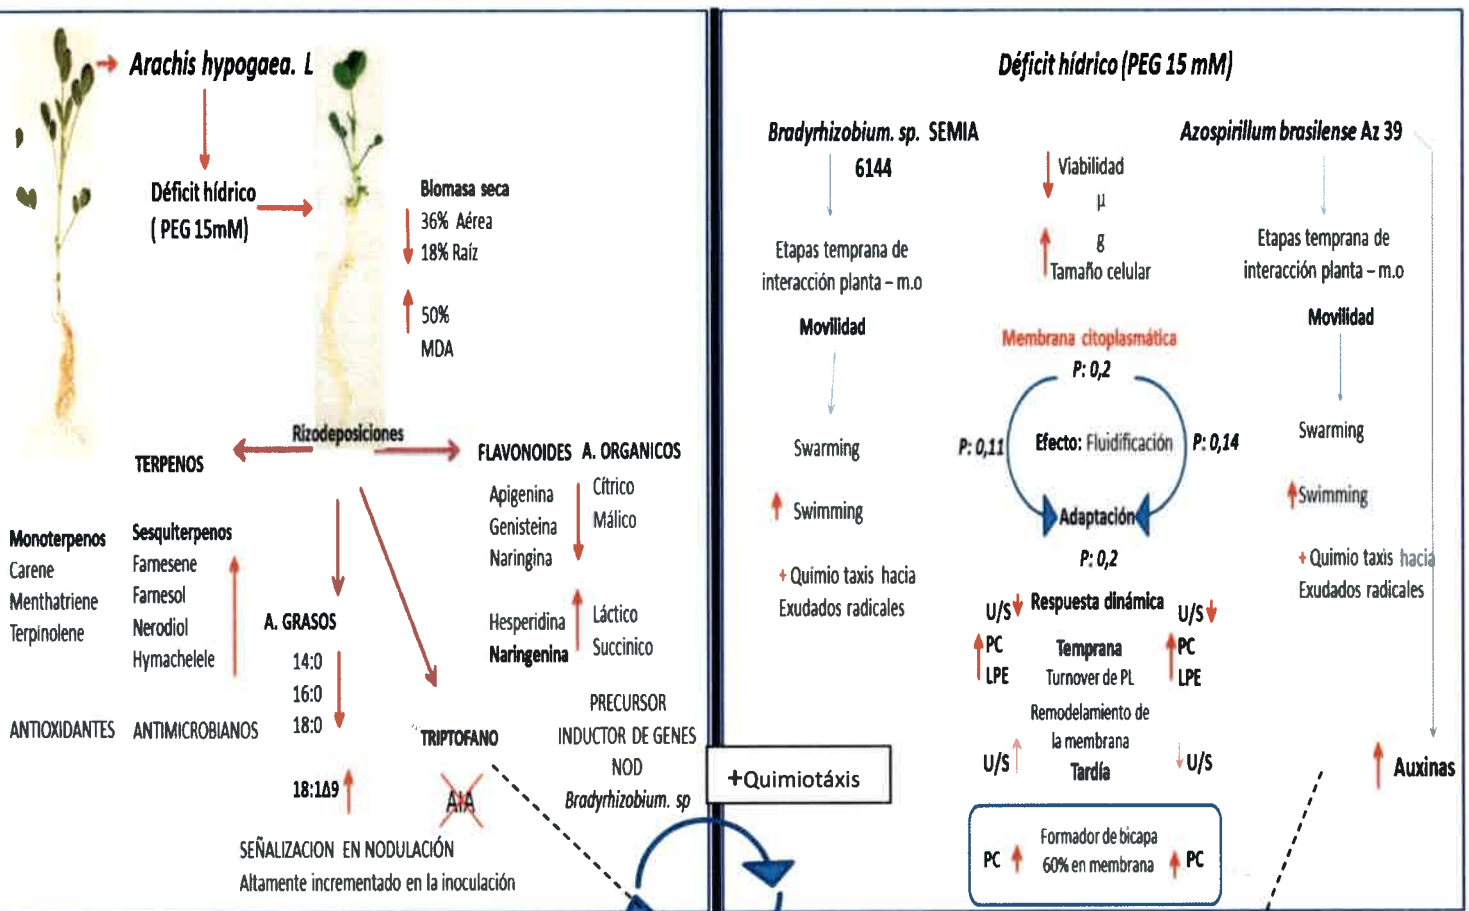 Arachis hypogaea. L
Déficit hídrico
( PEG 15mM)
Biomasa seca
36% Aérea
18% Raíz
50%
MDA
Rizodeposiciones
TERPENOS
Monoterpenos
Carene
Menthatriene
Terpinolene
ANTIOXIDANTES
Sesquiterpenos
Farnesene
Farnesol
Nerodiol
Hymachelele
ANTIMICROBIANOS
A. GRASOS
14:0
16:0
18:0
18:1Δ9
SEÑALIZACION EN NODULACIÓN
Altamente incrementado en la inoculación
TRIPTOFANO
AIA
FLAVONOIDES
Apigenina
Genisteina
Naringina
Hesperidina
Naringenina
A. ORGANICOS
Cítrico
Málico
Láctico
Succinico
PRECURSOR
INDUCTOR DE GENES
NOD
Bradyrhizobium. sp
+Quimiotáxis
Déficit hídrico (PEG 15 mM)
Bradyrhizobium. sp. SEMIA
6144
Etapas temprana de
interacción planta – m.o
Movilidad
Swarming
Swimming
+ Quimio taxis hacia
Exudados radicales
Viabilidad
µ
g
Tamaño celular
Membrana citoplasmática
P: 0,2
P: 0,11
Efecto: Fluidificación
P: 0,14
Adaptación
P: 0,2
U/S
Respuesta dinámica
U/S
PC
Temprana
PC
LPE
Turnover de PL
LPE
Remodelamiento de
la membrana
U/S
Tardía
U/S
PC
Formador de bicapa
60% en membrana
PC
Azospirillum brasilense Az 39
Etapas temprana de
interacción planta – m.o
Movilidad
Swarming
Swimming
+ Quimio taxis hacia
Exudados radicales
Auxinas